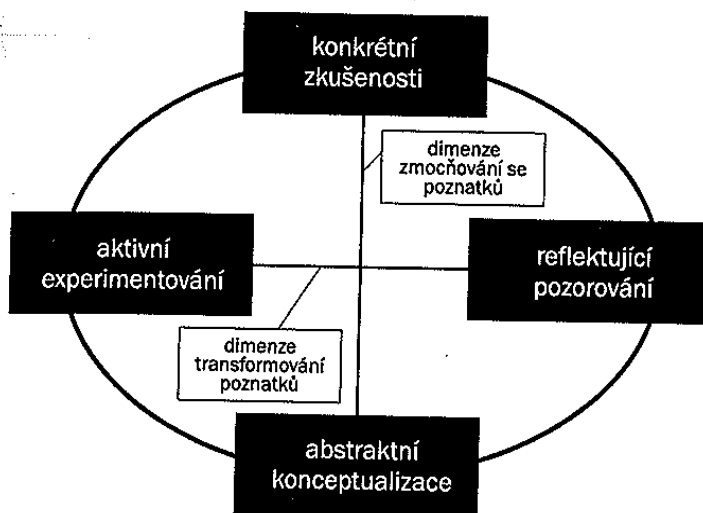 konkrétní
zkušenosti
dimenze
zmocňování se
poznatků
aktivní
experimentování
reflektující
pozorování
dimenze
transformování
poznatků
abstraktní
konceptualizace